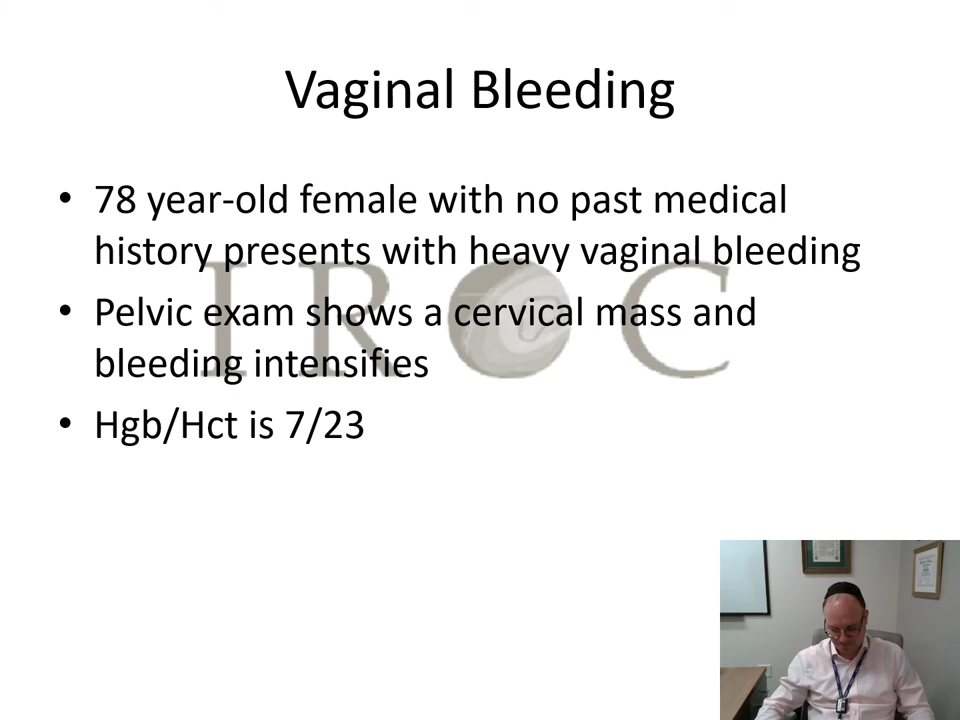 Vaginal Bleeding
• 78 year-old female with no past medical
history presents with heavy vaginal bleeding
• Pelvic exam shows a cervical mass and
bleeding intensifies
• Hgb/Hct is 7/23
IROC